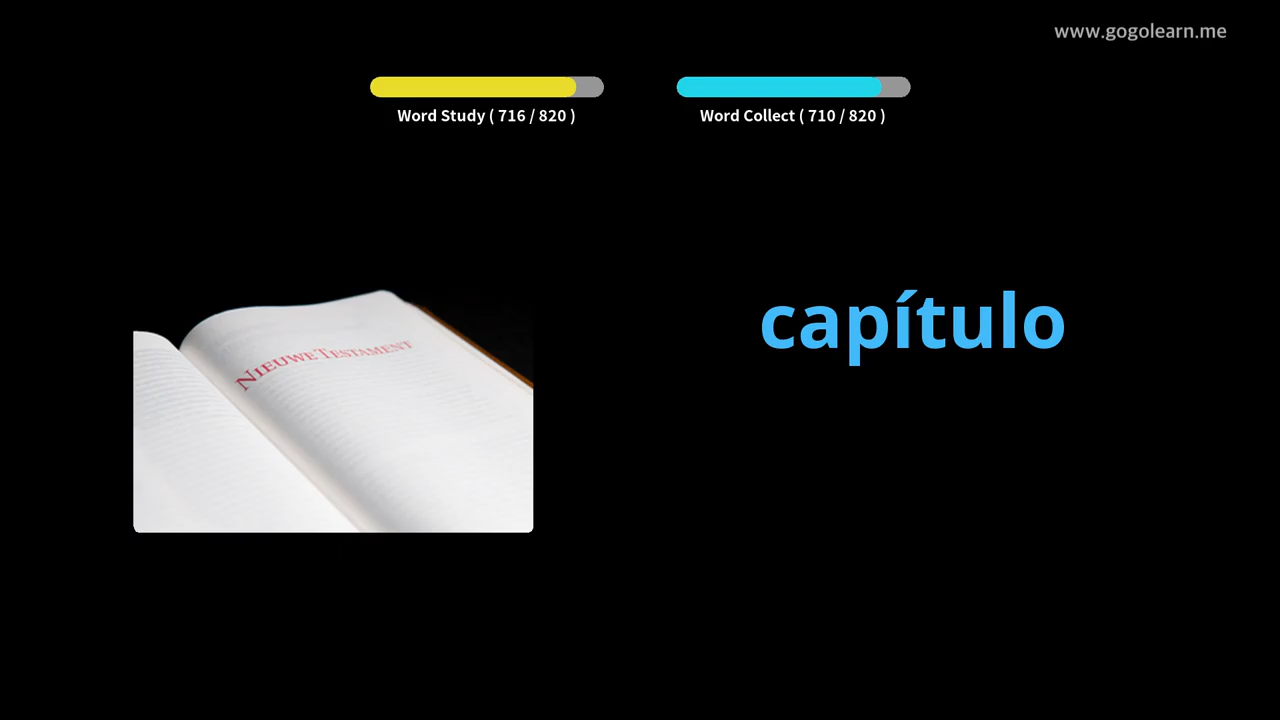 www.gogolearn.me
Word Study ( 716 / 820 )
Word Collect ( 710 / 820 )
capítulo
NIEUWE TESTAMENT